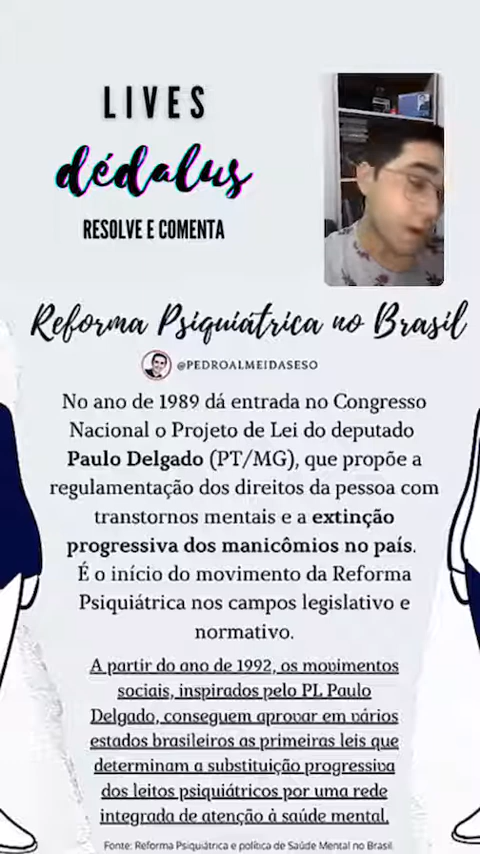 LIVES
dédalus
RESOLVE E COMENTA
Reforma Psiquiátrica no Brasil
@PEDROALMEIDASESO
No ano de 1989 dá entrada no Congresso
Nacional o Projeto de Lei do deputado
Paulo Delgado (PT/MG), que propõe a
regulamentação dos direitos da pessoa com
transtornos mentais e a extinção
progressiva dos manicômios no país.
É o início do movimento da Reforma
Psiquiátrica nos campos legislativo e
normativo.
A partir do ano de 1992, os movimentos
sociais, inspirados pelo PL Paulo
Delgado, conseguem aprovar em vários
estados brasileiros as primeiras leis que
determinam a substituição progressiva
dos leitos psiquiátricos por uma rede
integrada de atenção à saúde mental.
Fonte: Reforma Psiquiátrica e política de Saúde Mental no Brasil